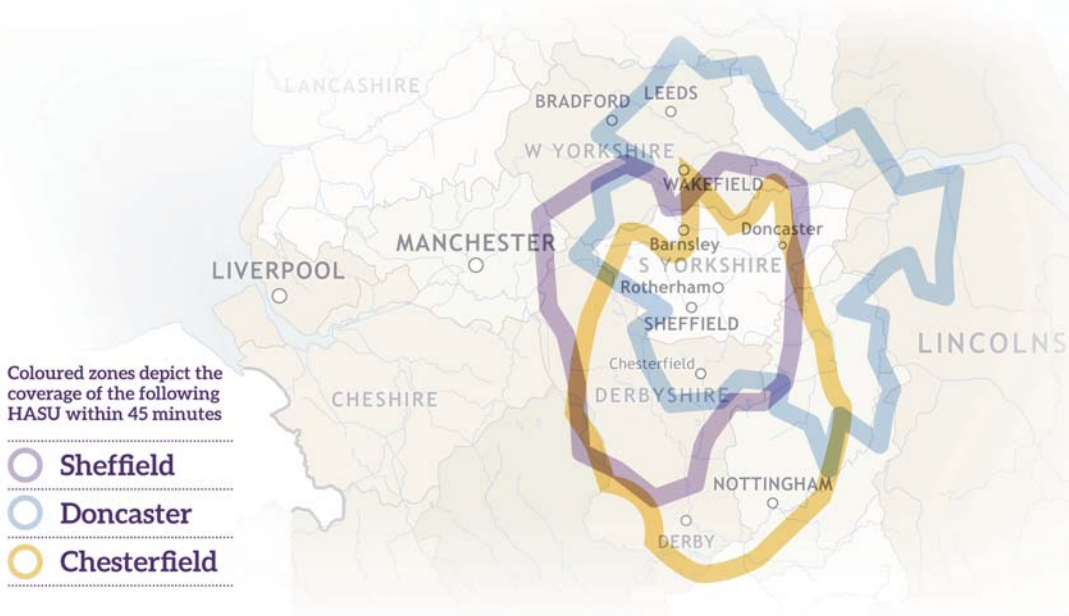 LANCASHIRE
BRADFORD
LEEDS
W YORKSHIRE
WAKEFIELD
MANCHESTER
Barnsley
Doncaster
S YORKSHIRE
LIVERPOOL
Rotherham
SHEFFIELD
LINCOLNS
Chesterfield
CHESHIRE
DERBYSHIRE
NOTTINGHAM
DERBY
Coloured zones depict the
coverage of the following
HASU within 45 minutes
Sheffield
Doncaster
Chesterfield